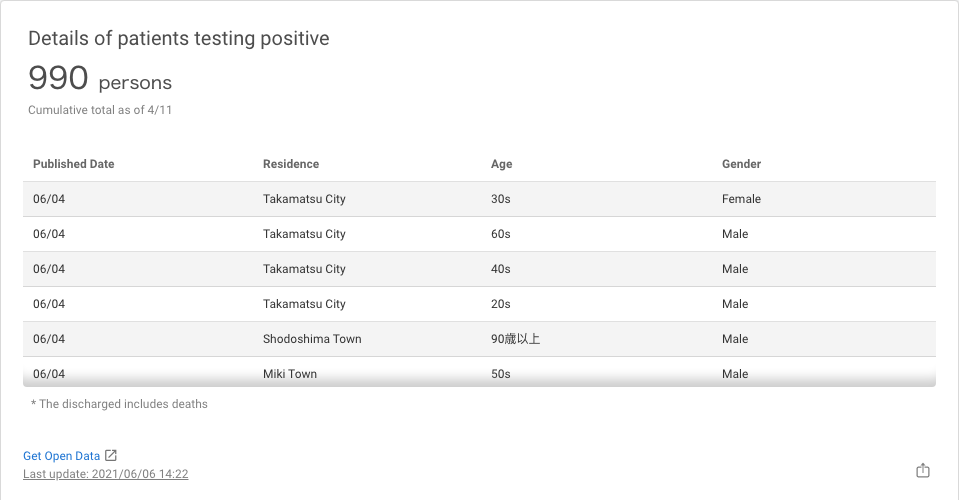 Details of patients testing positive
990 persons
Cumulative total as of 4/11
Published Date Residence Age Gender
06/04 Takamatsu City 30s Female
06/04 Takamatsu City 60s Male
06/04 Takamatsu City 40s Male
06/04 Takamatsu City 20s Male
06/04 Shodoshima Town 90歳以上 Male
06/04 Miki Town 50s Male
* The discharged includes deaths
Get Open Data
Last update: 2021/06/06 14:22